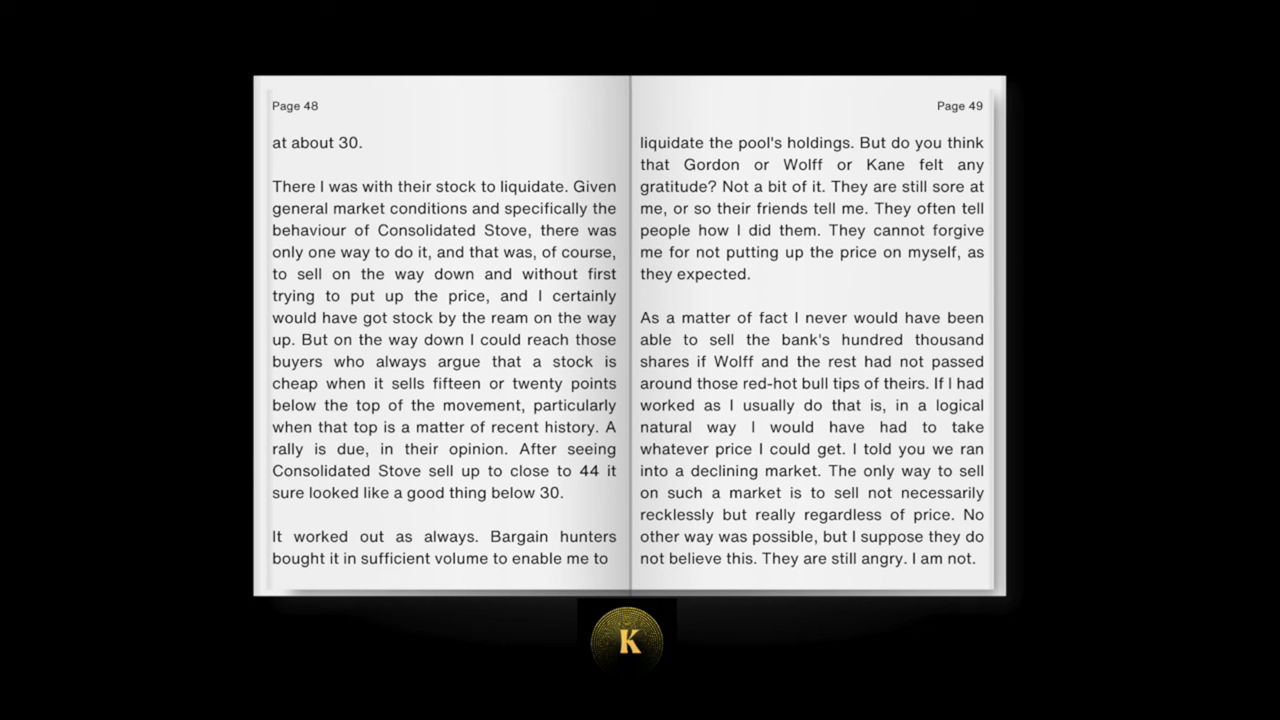 Page 48
at about 30.
There I was with their stock to liquidate. Given
general market conditions and specifically the
behaviour of Consolidated Stove, there was
only one way to do it, and that was, of course,
to sell on the way down and without first
trying to put up the price, and I certainly
would have got stock by the ream on the way
up. But on the way down I could reach those
buyers who always argue that a stock is
cheap when it sells fifteen or twenty points
below the top of the movement, particularly
when that top is a matter of recent history. A
rally is due, in their opinion. After seeing
Consolidated Stove sell up to close to 44 it
sure looked like a good thing below 30.
It worked out as always. Bargain hunters
bought it in sufficient volume to enable me to
Page 49
liquidate the pool's holdings. But do you think
that Gordon or Wolff or Kane felt any
gratitude? Not a bit of it. They are still sore at
me, or so their friends tell me. They often tell
people how I did them. They cannot forgive
me for not putting up the price on myself, as
they expected.
As a matter of fact I never would have been
able to sell the bank's hundred thousand
shares if Wolff and the rest had not passed
around those red-hot bull tips of theirs. If I had
worked as I usually do that is, in a logical
natural way I would have had to take
whatever price I could get. I told you we ran
into a declining market. The only way to sell
on such a market is to sell not necessarily
recklessly but really regardless of price. No
other way was possible, but I suppose they do
not believe this. They are still angry. I am not.
K